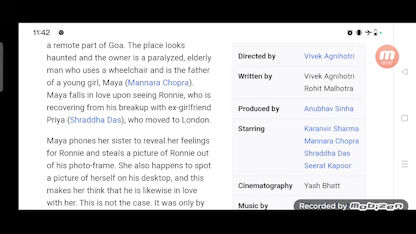 11:42
a remote part of Goa. The place looks
haunted and the owner is a paralyzed, elderly
man who uses a wheelchair and is the father
of a young girl, Maya (Mannara Chopra).
Maya falls in love upon seeing Ronnie, who is
recovering from his breakup with ex-girlfriend
Priya (Shraddha Das), who moved to London.
Maya phones her sister to reveal her feelings
for Ronnie and steals a picture of Ronnie out
of his photo-frame. She also happens to spot
a picture of herself on his desktop, and this
makes her think that he is likewise in love
with her. This is not the case. It was only by
Directed by Vivek Agnihotri
Written by Vivek Agnihotri
Rohit Malhotra
Produced by Anubhav Sinha
Starring Karanvir Sharma
Mannara Chopra
Shraddha Das
Seerat Kapoor
Cinematography Yash Bhatt
Music by
Recorded by Mobizen